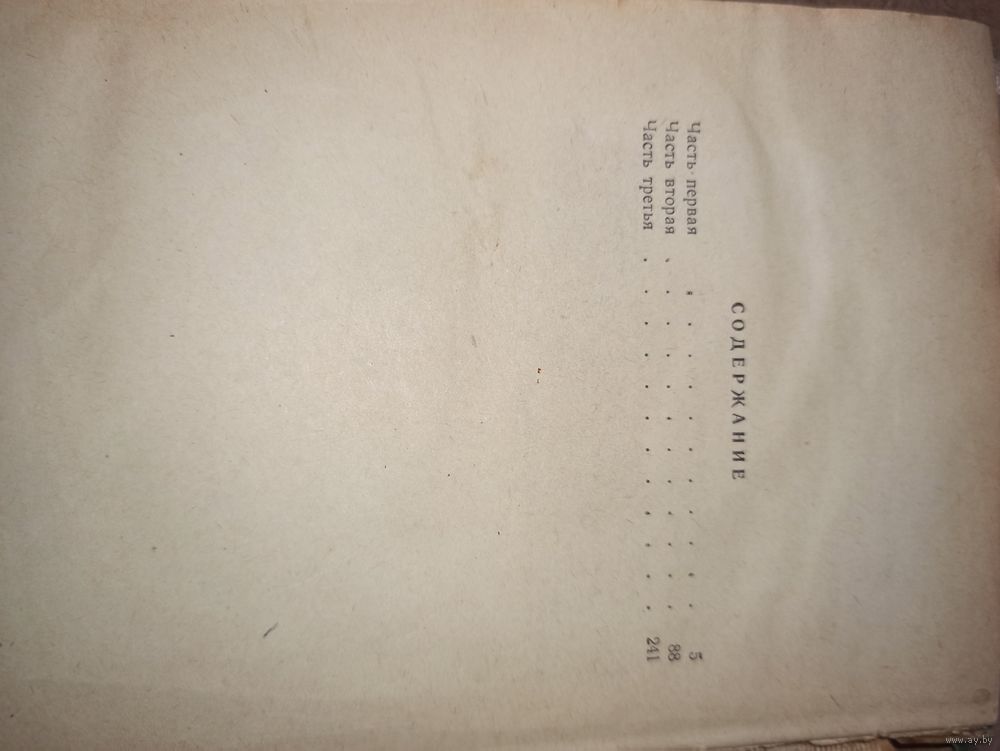 СОДЕРЖАНИЕ
Часть первая . . . . . . . . . . . 5
Часть вторая . . . . . . . . . . . . 88
Часть третья . . . . . . . . . . . . 241
www.ay.by